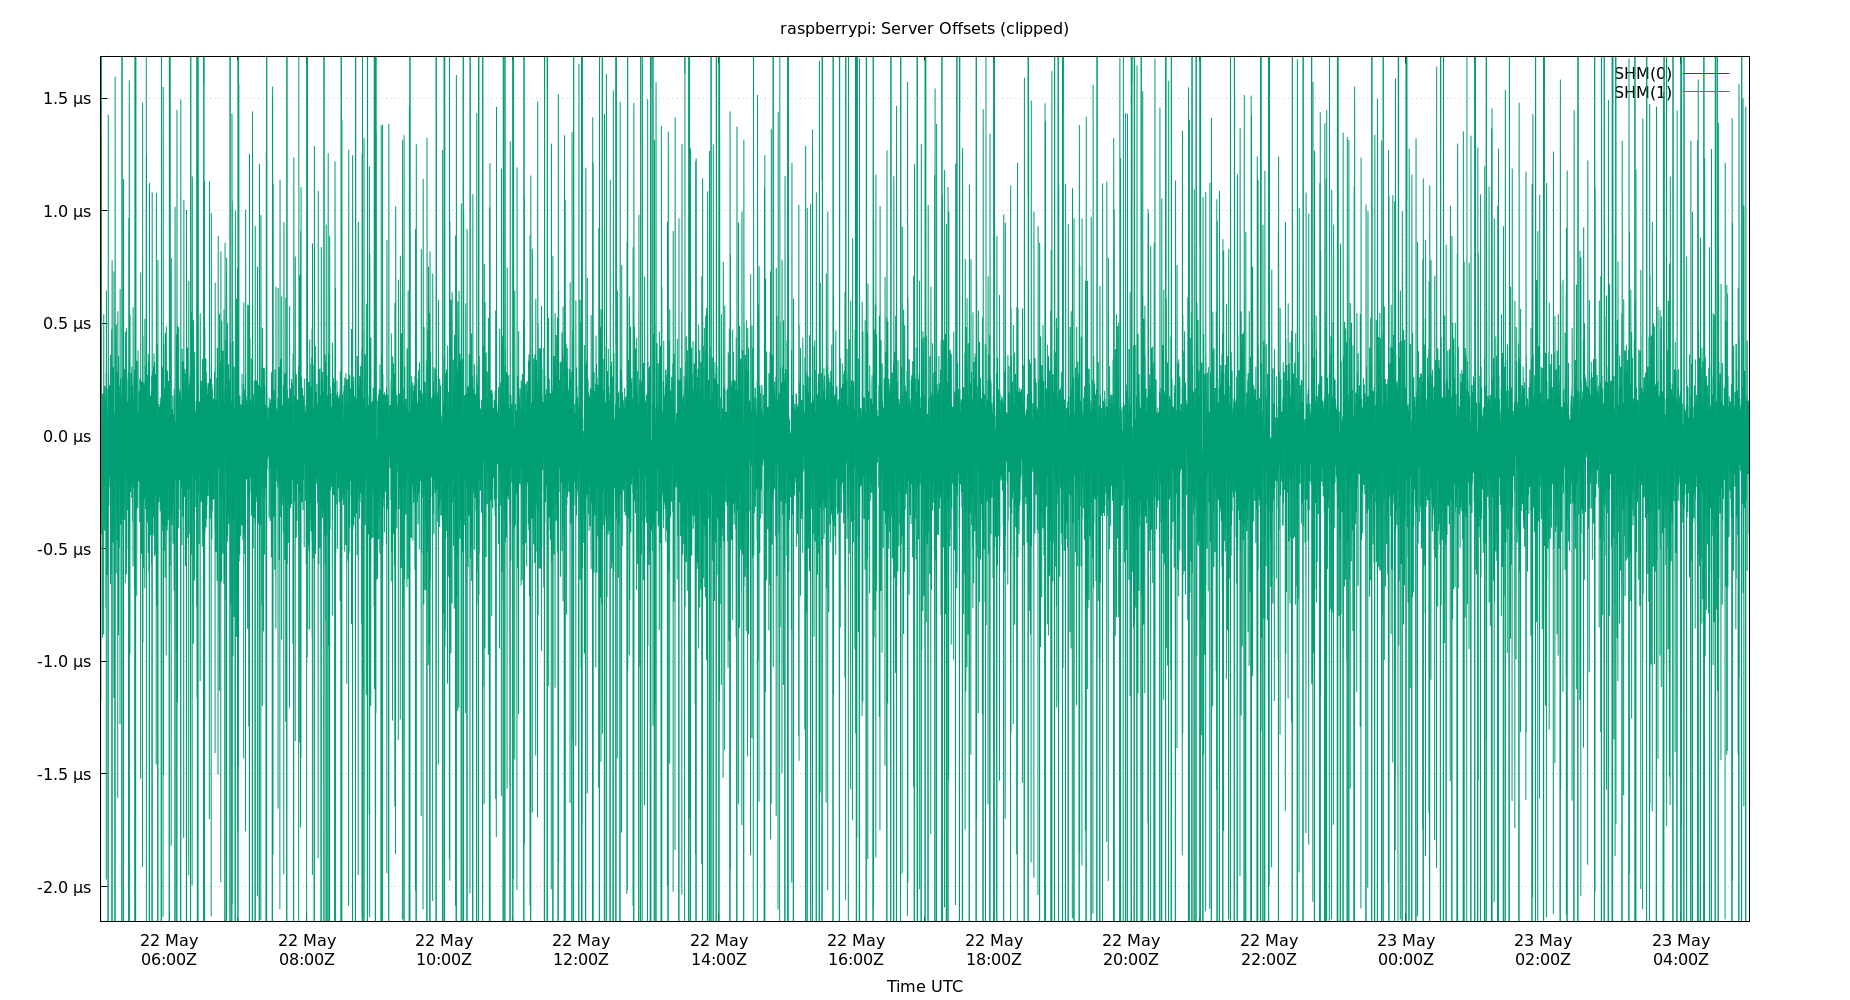 raspberrypi: Server Offsets (clipped)
SHM(0)
SHM(1)
1.5 µs
1.0 µs
0.5 µs
0.0 µs
-0.5 µs
-1.0 µs
-1.5 µs
-2.0 µs
22 May 22 May 22 May 22 May 22 May 22 May 22 May 22 May 22 May 23 May 23 May 23 May
06:00Z 08:00Z 10:00Z 12:00Z 14:00Z 16:00Z 18:00Z 20:00Z 22:00Z 00:00Z 02:00Z 04:00Z
Time UTC